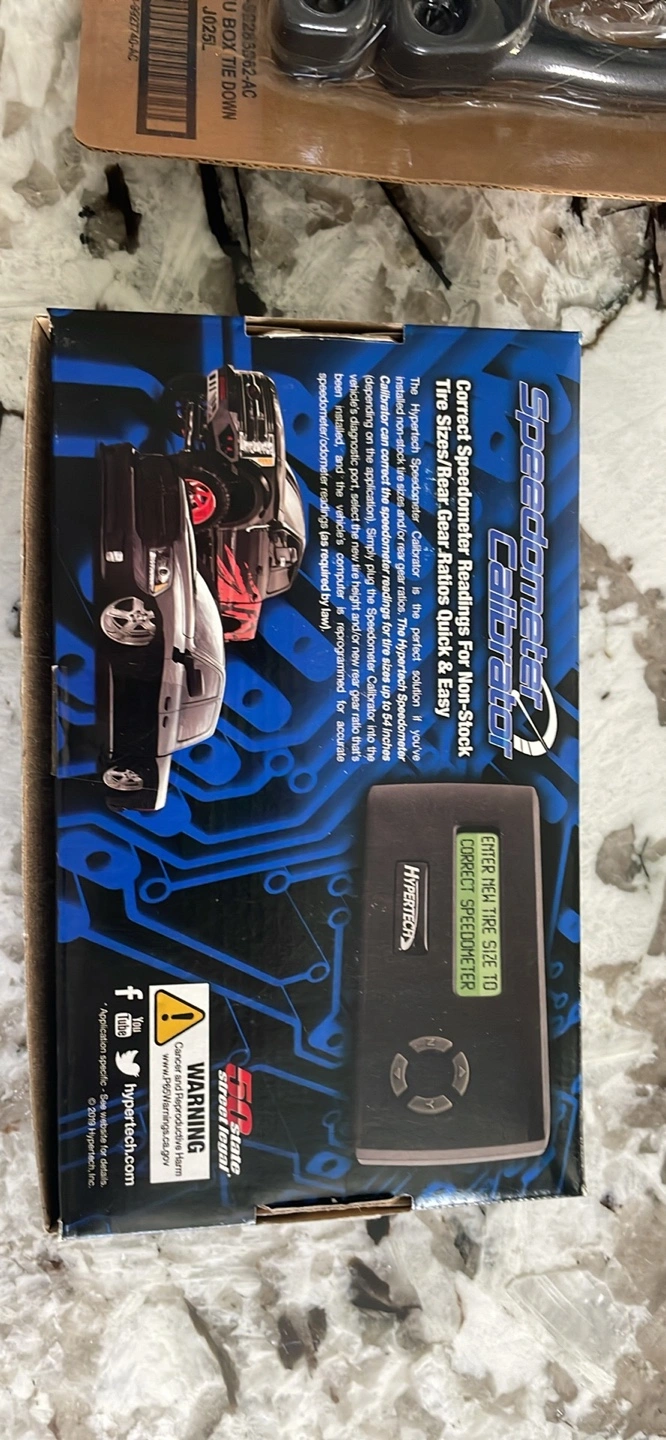 U BOX TIE DOWN
J025L
Speedometer
Calibrator
Correct Speedometer Readings For Non-Stock
Tire Sizes/Rear Gear Ratios Quick & Easy
The Hypertech Speedometer Calibrator is the perfect solution if you've
installed non-stock tire sizes and/or rear gear ratios. The Hypertech Speedometer
Calibrator can correct the speedometer readings for tire sizes up to 54 inches
(depending on the application). Simply plug the Speedometer Calibrator into the
vehicle's diagnostic port, select the new tire height and/or new rear gear ratio that's
been installed, and the vehicle's computer is reprogrammed for accurate
speedometer/odometer readings (as required by law).
ENTER NEW TIRE SIZE TO
CORRECT SPEEDOMETER
HYPERTECH
N
Y
50 state
street legal
WARNING
Cancer and Reproductive Harm
www.P65Warnings.ca.gov
f You Tube hypertech.com
* Application specific - See website for details.
© 2019 Hypertech, Inc.